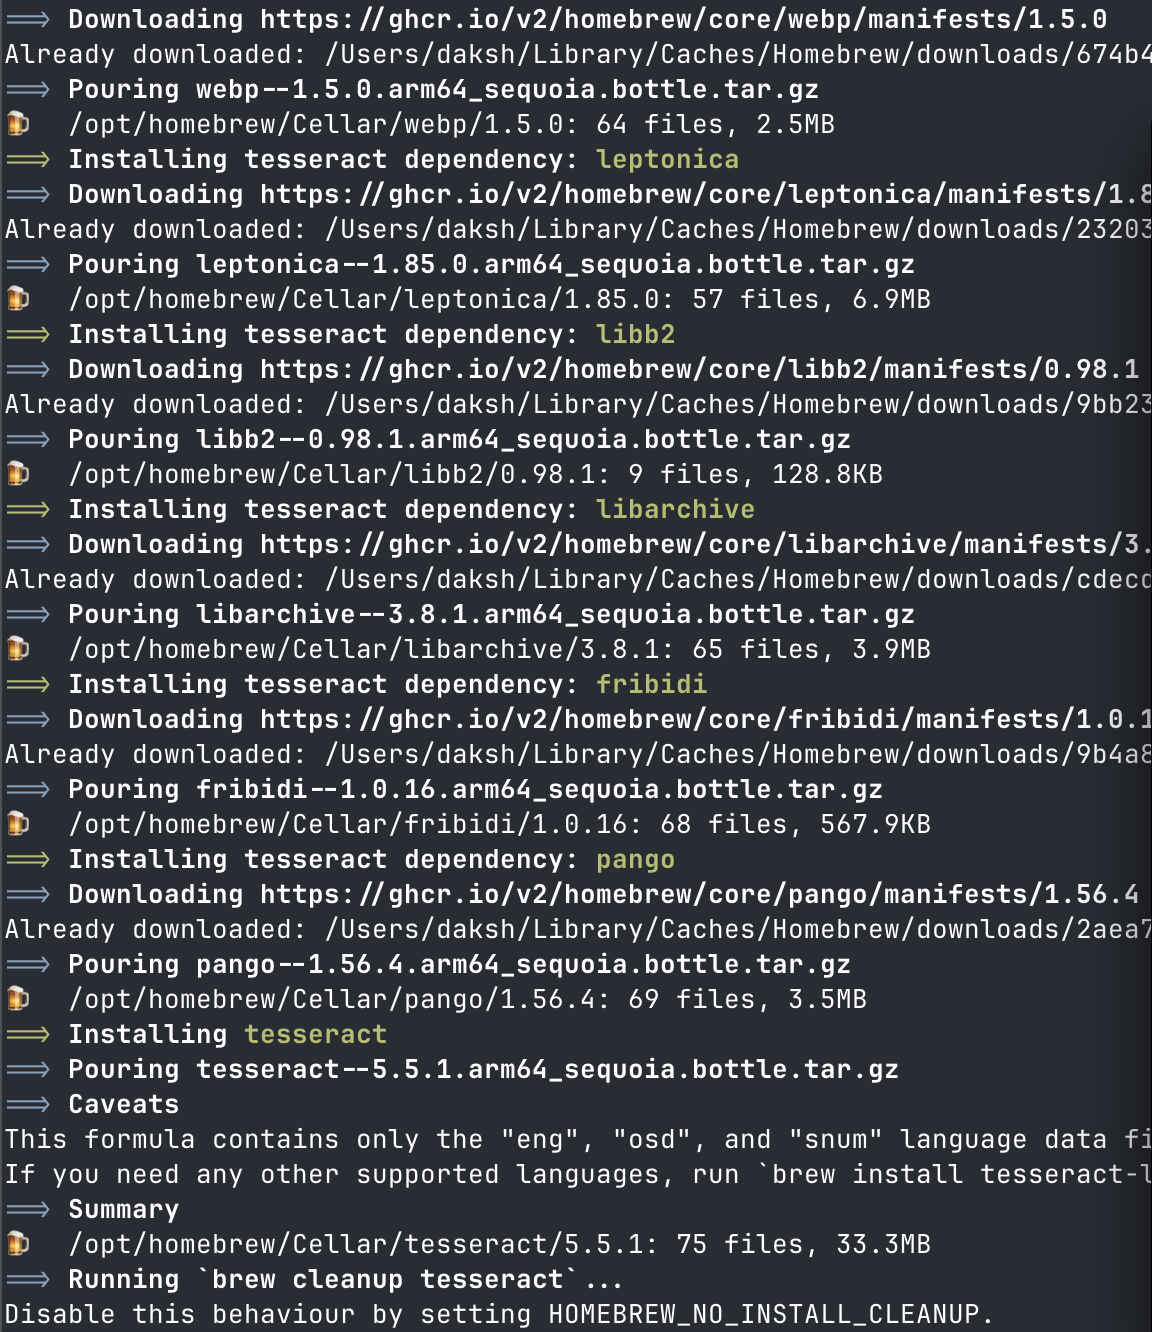 ==> Downloading https://ghcr.io/v2/homebrew/core/webp/manifests/1.5.0
Already downloaded: /Users/daksh/Library/Caches/Homebrew/downloads/674b4
==> Pouring webp--1.5.0.arm64_sequoia.bottle.tar.gz
🍺 /opt/homebrew/Cellar/webp/1.5.0: 64 files, 2.5MB
==> Installing tesseract dependency: leptonica
==> Downloading https://ghcr.io/v2/homebrew/core/leptonica/manifests/1.8
Already downloaded: /Users/daksh/Library/Caches/Homebrew/downloads/23203
==> Pouring leptonica--1.85.0.arm64_sequoia.bottle.tar.gz
🍺 /opt/homebrew/Cellar/leptonica/1.85.0: 57 files, 6.9MB
==> Installing tesseract dependency: libb2
==> Downloading https://ghcr.io/v2/homebrew/core/libb2/manifests/0.98.1
Already downloaded: /Users/daksh/Library/Caches/Homebrew/downloads/9bb23
==> Pouring libb2--0.98.1.arm64_sequoia.bottle.tar.gz
🍺 /opt/homebrew/Cellar/libb2/0.98.1: 9 files, 128.8KB
==> Installing tesseract dependency: libarchive
==> Downloading https://ghcr.io/v2/homebrew/core/libarchive/manifests/3.
Already downloaded: /Users/daksh/Library/Caches/Homebrew/downloads/cdecd
==> Pouring libarchive--3.8.1.arm64_sequoia.bottle.tar.gz
🍺 /opt/homebrew/Cellar/libarchive/3.8.1: 65 files, 3.9MB
==> Installing tesseract dependency: fribidi
==> Downloading https://ghcr.io/v2/homebrew/core/fribidi/manifests/1.0.1
Already downloaded: /Users/daksh/Library/Caches/Homebrew/downloads/9b4a8
==> Pouring fribidi--1.0.16.arm64_sequoia.bottle.tar.gz
🍺 /opt/homebrew/Cellar/fribidi/1.0.16: 68 files, 567.9KB
==> Installing tesseract dependency: pango
==> Downloading https://ghcr.io/v2/homebrew/core/pango/manifests/1.56.4
Already downloaded: /Users/daksh/Library/Caches/Homebrew/downloads/2aea7
==> Pouring pango--1.56.4.arm64_sequoia.bottle.tar.gz
🍺 /opt/homebrew/Cellar/pango/1.56.4: 69 files, 3.5MB
==> Installing tesseract
==> Pouring tesseract--5.5.1.arm64_sequoia.bottle.tar.gz
==> Caveats
This formula contains only the "eng", "osd", and "snum" language data fi
If you need any other supported languages, run `brew install tesseract-l
==> Summary
🍺 /opt/homebrew/Cellar/tesseract/5.5.1: 75 files, 33.3MB
==> Running `brew cleanup tesseract`...
Disable this behaviour by setting HOMEBREW_NO_INSTALL_CLEANUP.